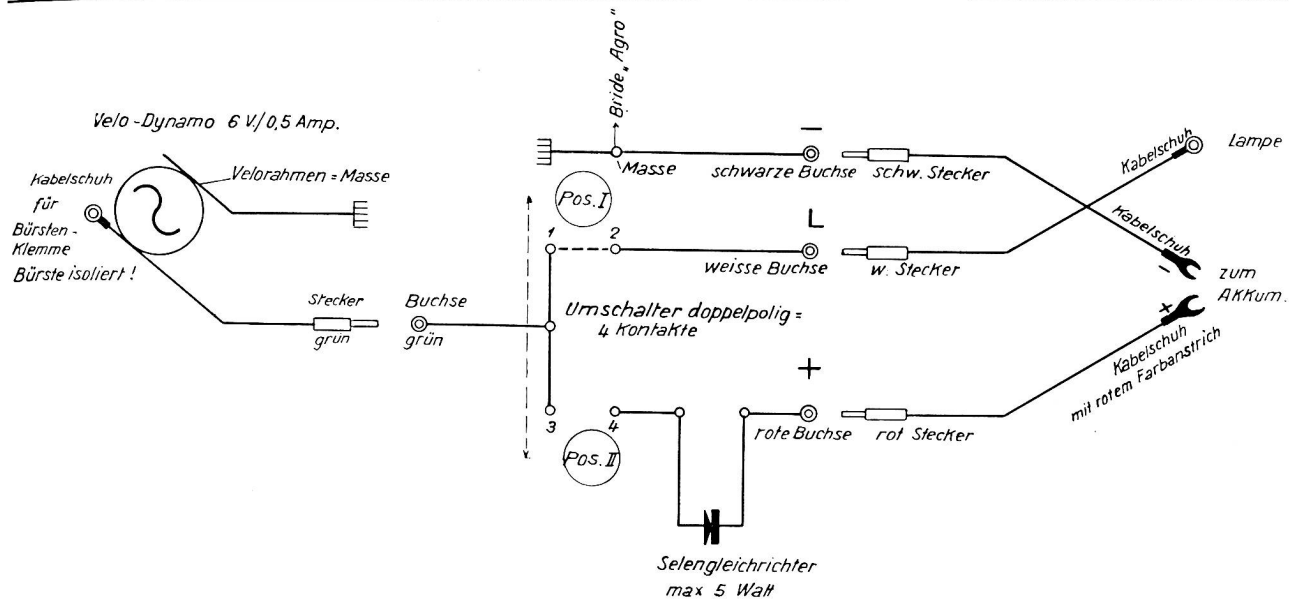 Velo-Dynamo 6 V./0,5 Amp.
Kabelschuh
für
Bürsten-
Klemme
Bürste isoliert!
Velorahmen = Masse
Stecker
grün
Buchse
grün
Bride „Agro"
Masse
Pos. I
1
2
Umschalter doppelpolig =
4 Kontakte
3
4
Pos. II
Selengleichrichter
max 5 Watt
−
schwarze Buchse
schw. Stecker
L
weisse Buchse
w. Stecker
+
rote Buchse
rot Stecker
Kabelschuh
Lampe
Kabelschuh
−
zum
Akkum.
+
Kabelschuh
mit rotem Farbanstrich